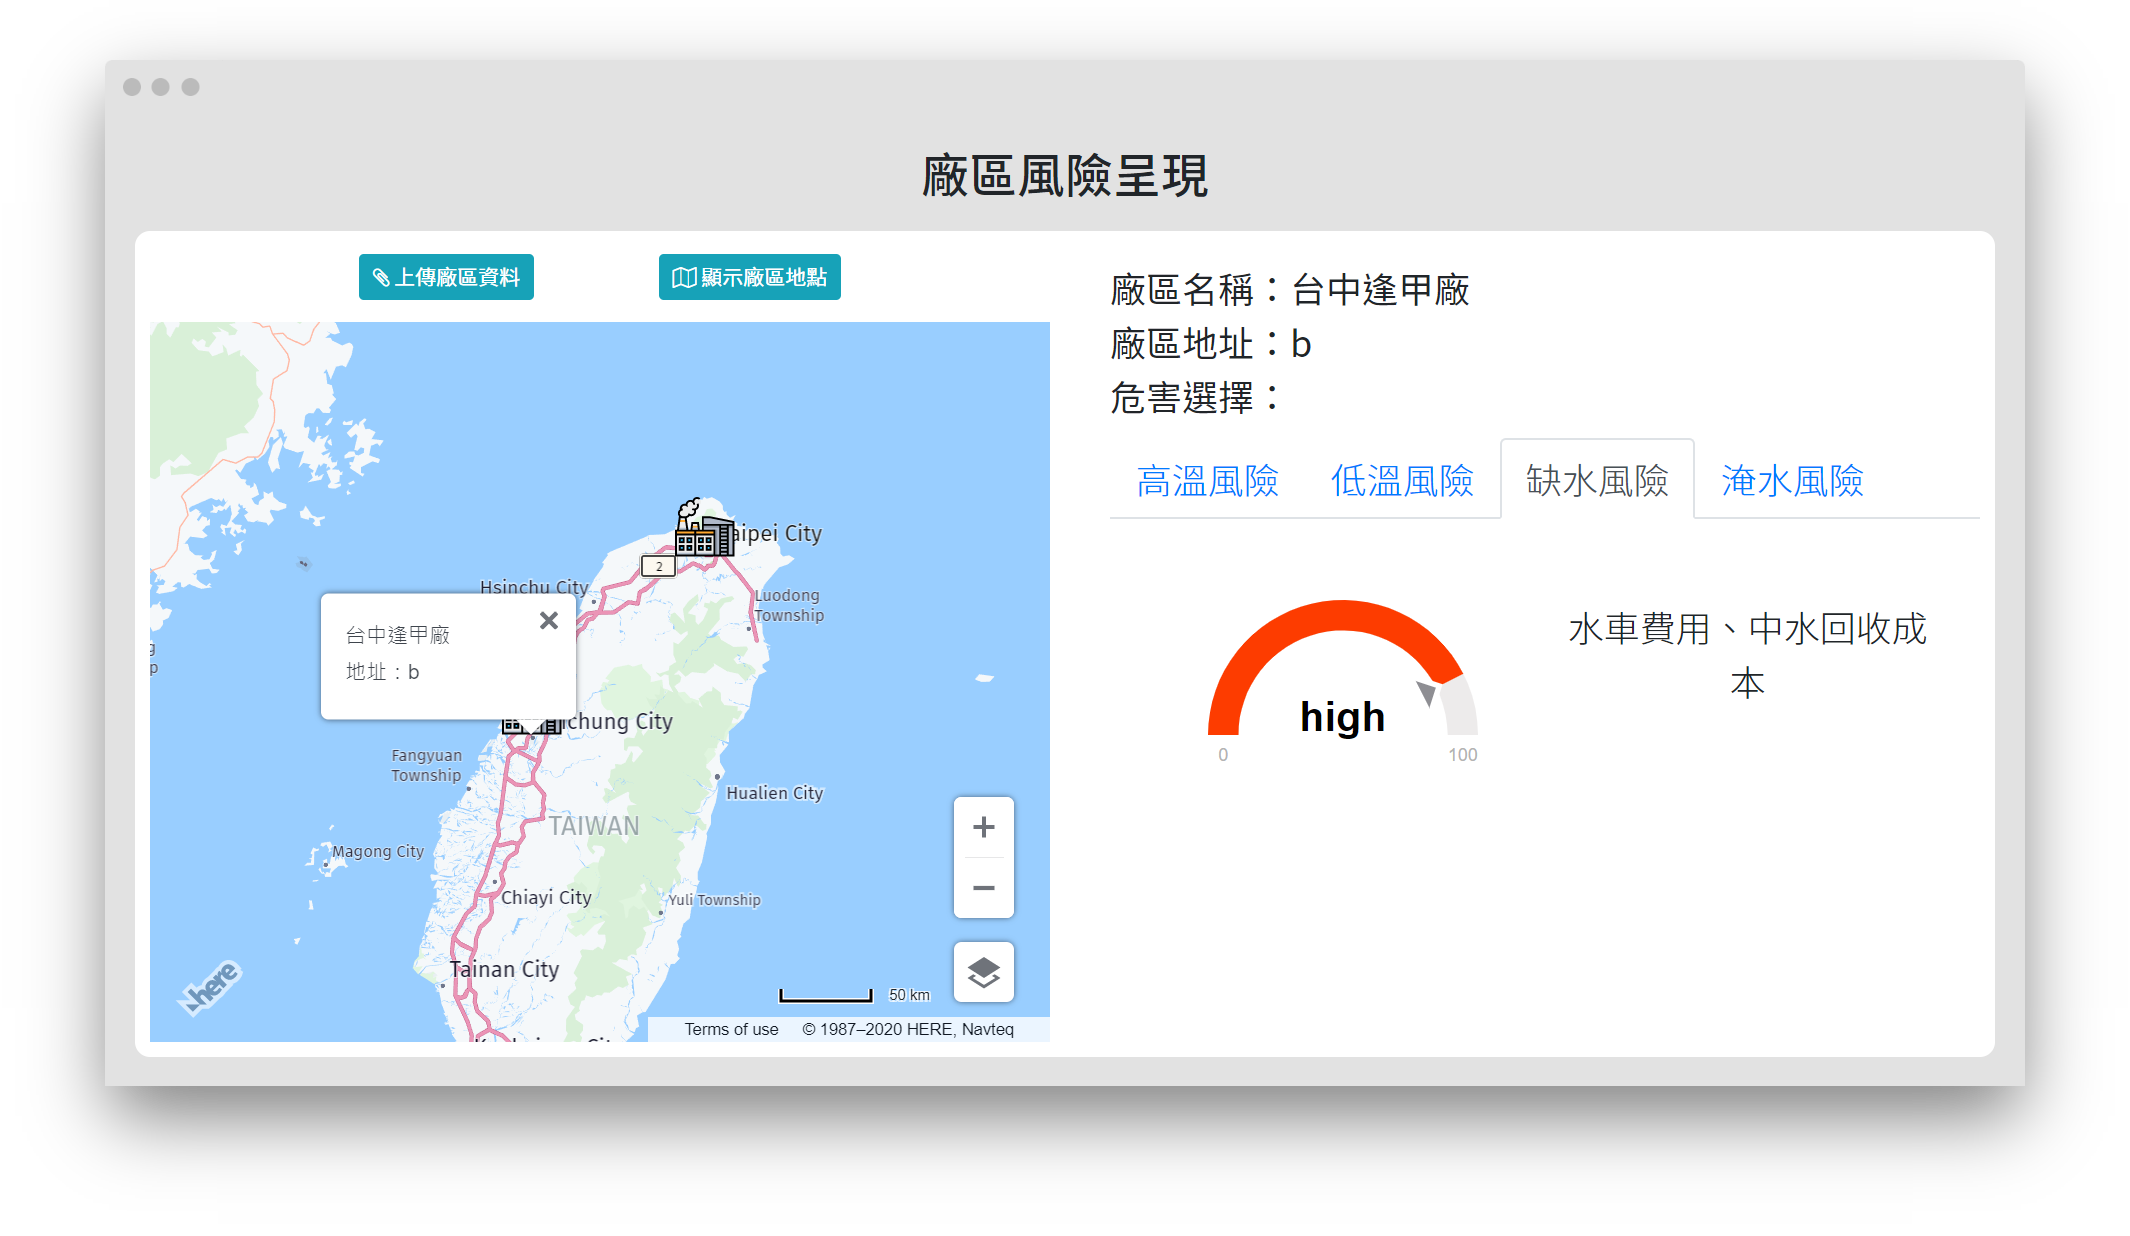 廠區風險呈現
上傳廠區資料
顯示廠區地點
廠區名稱：台中逢甲廠
廠區地址：b
危害選擇：
高溫風險
低溫風險
缺水風險
淹水風險
水車費用、中水回收成
本
high
0
100
aipei City
2
Hsinchu City
Luodong
Township
台中逢甲廠
地址：b
chung City
Fangyuan
Township
Hualien City
TAIWAN
Magong City
Chiayi City
Yuli Township
Tainan City
here
50 km
Terms of use
© 1987–2020 HERE, Navteq